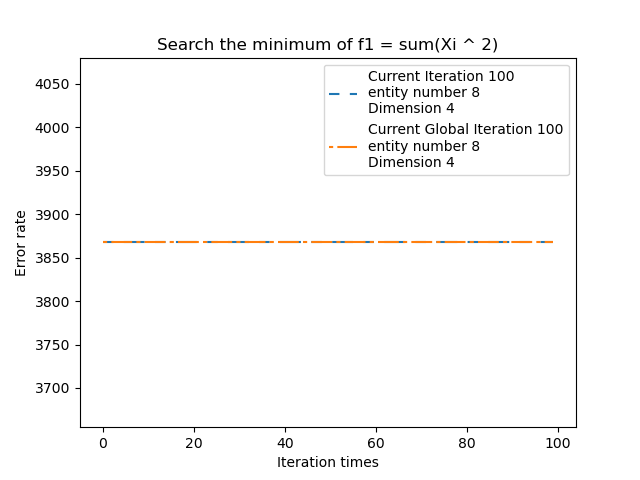 Search the minimum of f1 = sum(Xi ^ 2)
Current Iteration 100
entity number 8
Dimension 4
Current Global Iteration 100
entity number 8
Dimension 4
4050
4000
3950
3900
3850
3800
3750
3700
Error rate
0 20 40 60 80 100
Iteration times